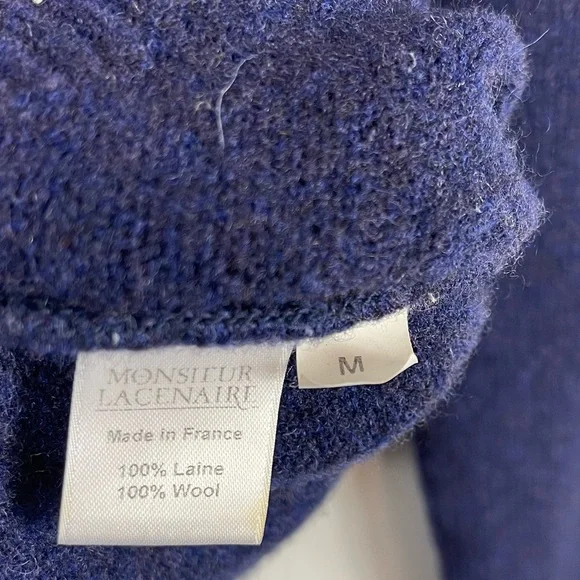 MONSIEUR
LACENAIRE
Made in France
100% Laine
100% Wool
M